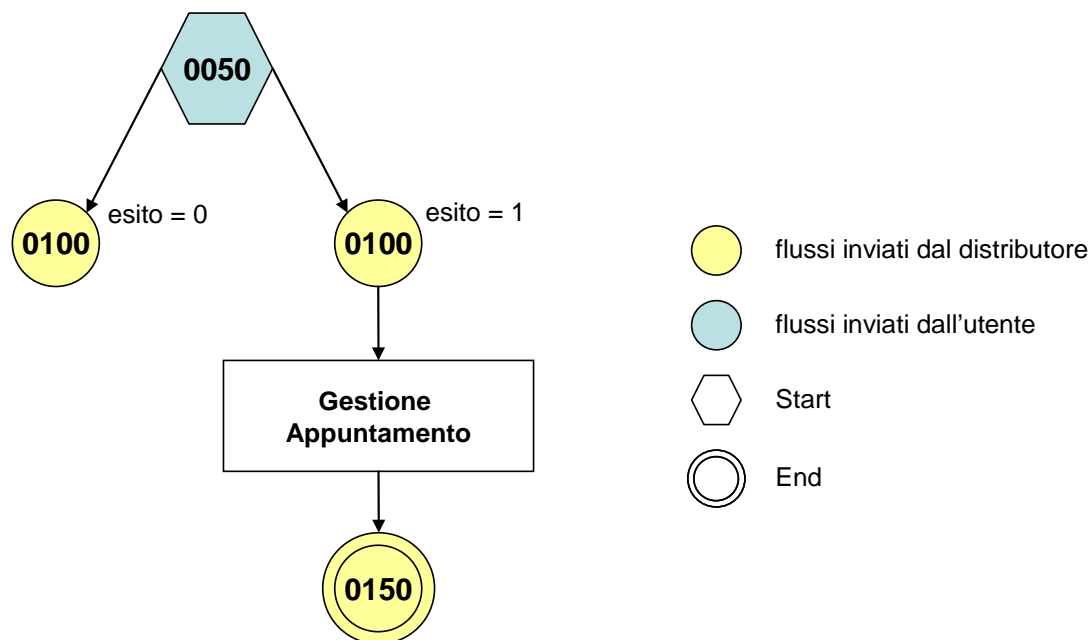 0050
esito = 0
esito = 1
0100
0100
flussi inviati dal distributore
flussi inviati dall'utente
Gestione
Appuntamento
Start
End
0150